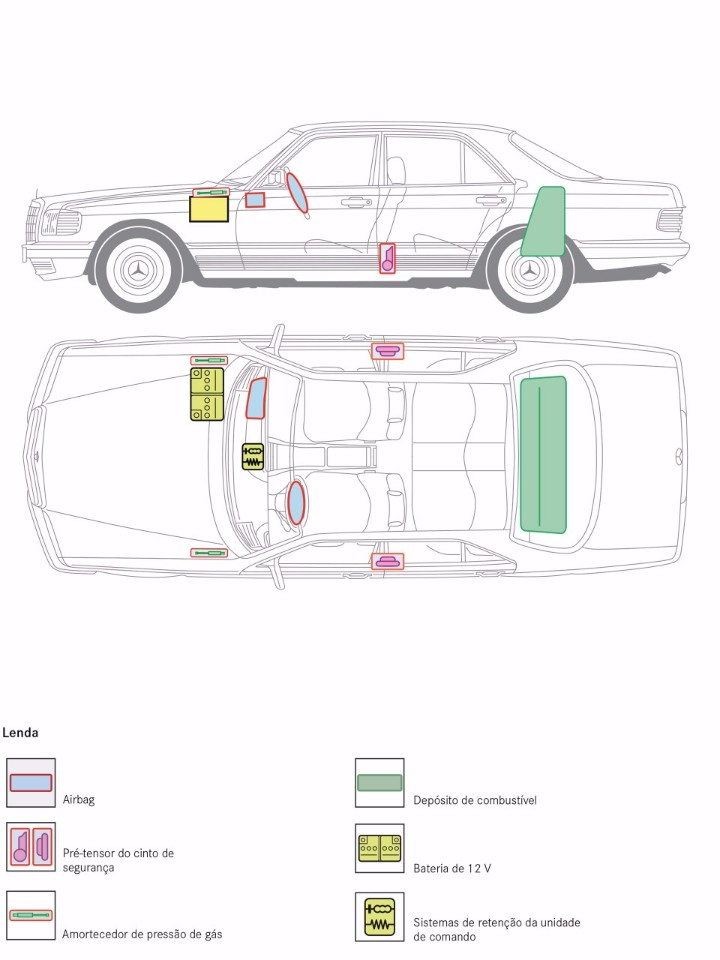 Lenda
Airbag
Pré-tensor do cinto de
segurança
Amortecedor de pressão de gás
Depósito de combustível
Bateria de 12 V
Sistemas de retenção da unidade
de comando